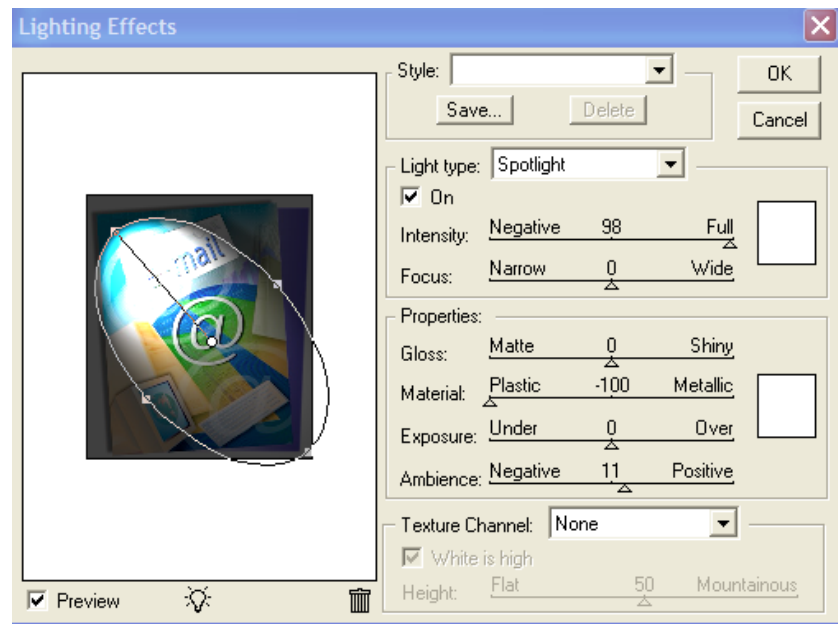 Lighting Effects
Style:
OK
Save...
Delete
Cancel
Light type: Spotlight
On
Intensity: Negative 98 Full
Focus: Narrow 0 Wide
Properties:
Gloss: Matte 0 Shiny
Material: Plastic -100 Metallic
Exposure: Under 0 Over
Ambience: Negative 11 Positive
Texture Channel: None
White is high
Height: Flat 50 Mountainous
e-mail
@
Preview